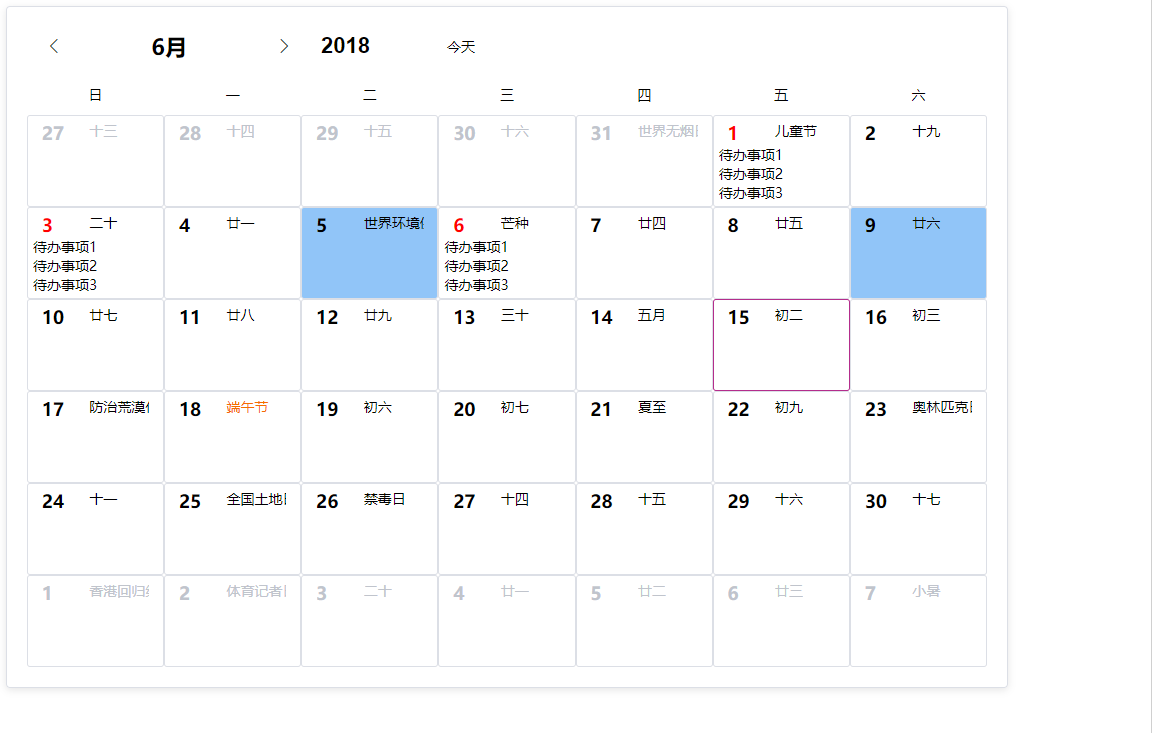 6月 2018 今天
日 一 二 三 四 五 六
27 十三 28 十四 29 十五 30 十六 31 世界无烟 1 儿童节 2 十九
待办事项1
待办事项2
待办事项3
3 二十 4 廿一 5 世界环境 6 芒种 7 廿四 8 廿五 9 廿六
待办事项1 待办事项1
待办事项2 待办事项2
待办事项3 待办事项3
10 廿七 11 廿八 12 廿九 13 三十 14 五月 15 初二 16 初三
17 防治荒漠 18 端午节 19 初六 20 初七 21 夏至 22 初九 23 奥林匹克
24 十一 25 全国土地 26 禁毒日 27 十四 28 十五 29 十六 30 十七
1 香港回归 2 体育记者 3 二十 4 廿一 5 廿二 6 廿三 7 小暑